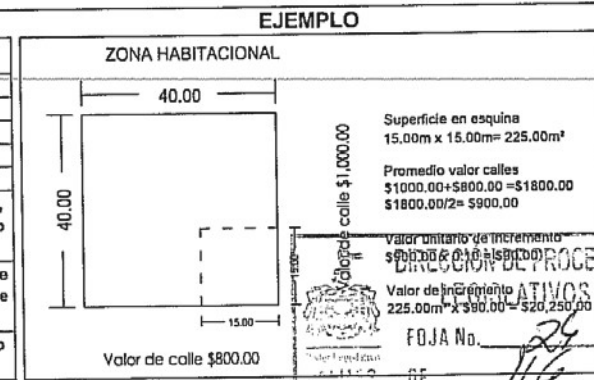 EJEMPLO
ZONA HABITACIONAL
40.00
40.00
15.00
15.00
Valor de calle $800.00
Valor de calle $1,000.00
Superficie en esquina
15.00m x 15.00m= 225.00m²
Promedio valor calles
$1000.00+$800.00 =$1800.00
$1800.00/2= $900.00
Valor unitario de incremento
Valor de incremento
225.00m² x $90.00 = $20,250.00
DIRECCIÓN DE PROCE
LEGISLATIVOS
FOJA No. 24